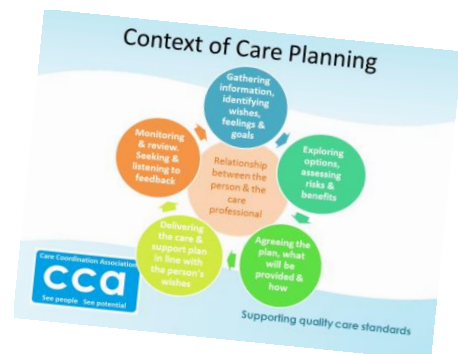 Context of Care Planning
Gathering
information,
identifying
wishes,
feelings &
goals
Exploring
options,
assessing
risks &
benefits
Agreeing the
plan, what
will be
provided &
how
Delivering
the care &
support plan
in line with
the person's
wishes
Monitoring
& review.
Seeking &
listening to
feedback
Relationship
between the
person & the
care
professional
Care Coordination Association
cca
See people See potential
Supporting quality care standards